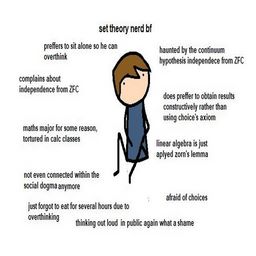 set theory nerd bf
preffers to sit alone so he can
overthink
haunted by the continuum
hypothesis independece from ZFC
complains about
independence from ZFC
does preffer to obtain results
constructively rather than
using choice's axiom
maths major for some reason,
tortured in calc classes
linear algebra is just
aplyed zorn's lemma
not even connected within the
social dogma anymore
afraid of choices
just forgot to eat for several hours due to
overthinking
thinking out loud in public again what a shame